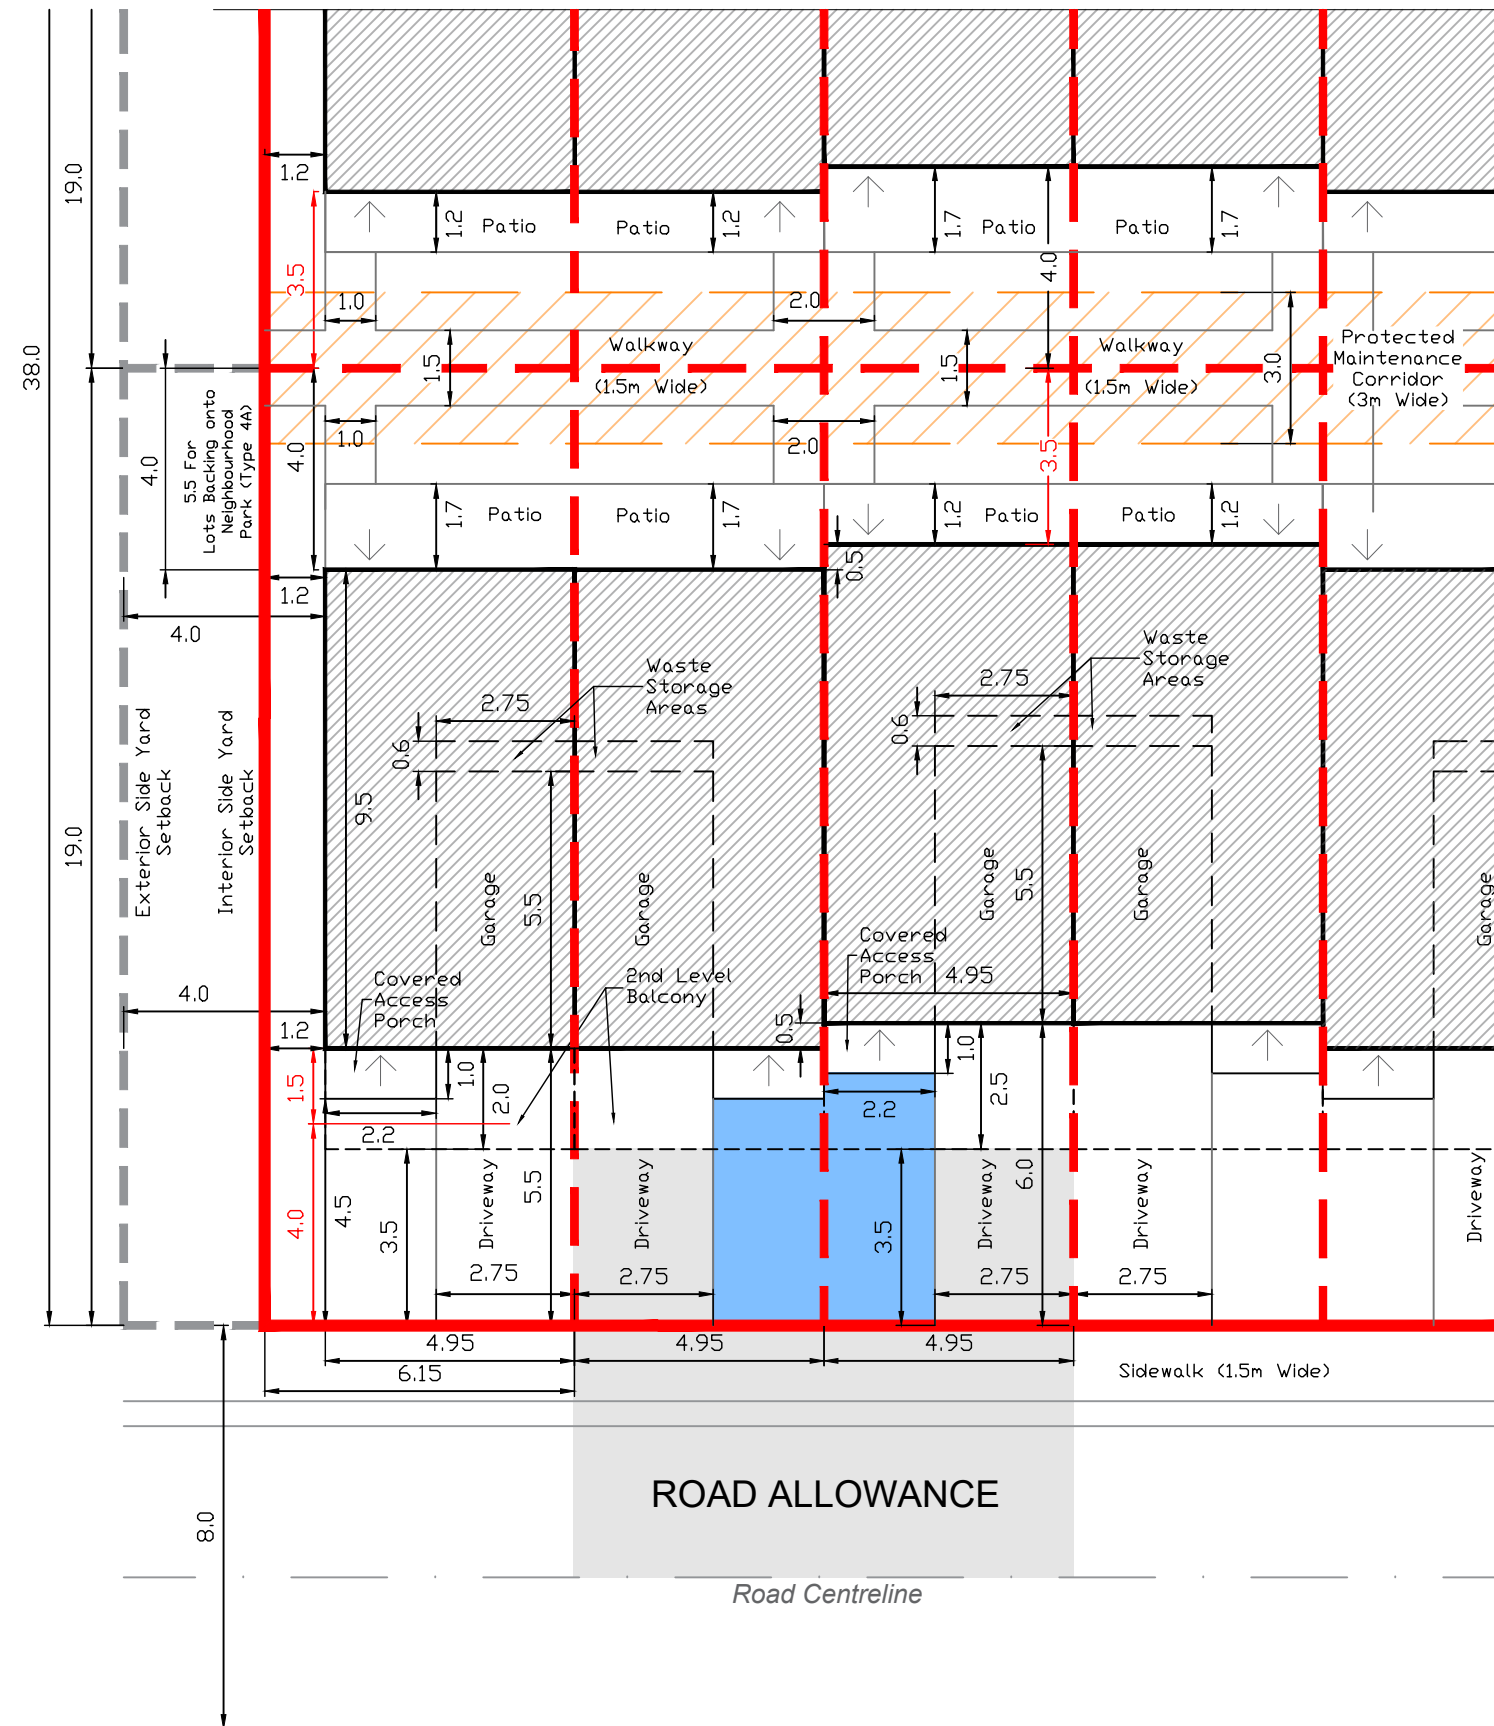 19.0
38.0
19.0
1.2
3.5
1.2
Patio
Patio
1.2
1.7
Patio
Patio
1.7
4.0
1.0
2.0
1.5
Walkway
(1.5m Wide)
1.5
Walkway
(1.5m Wide)
3.0
Protected
Maintenance
Corridor
(3m Wide)
1.0
2.0
3.5
4.0
5.5 For
Lots Backing onto
Neighbourhood
Park (Type 4A)
4.0
1.7
Patio
Patio
1.7
1.2
Patio
Patio
1.2
0.5
1.2
4.0
Waste
Storage
Areas
Waste
Storage
Areas
2.75
2.75
0.6
0.6
9.5
5.5
5.5
Exterior Side Yard
Setback
Interior Side Yard
Setback
Garage
Garage
Garage
Garage
Garage
Covered
Access
Porch
2nd Level
Balcony
Covered
Access
Porch
4.95
4.0
1.2
0.5
1.5
1.0
2.0
1.0
2.5
2.2
2.2
4.0
4.5
3.5
Driveway
5.5
Driveway
3.5
Driveway
6.0
Driveway
Driveway
2.75
2.75
2.75
2.75
4.95
4.95
4.95
6.15
Sidewalk (1.5m Wide)
ROAD ALLOWANCE
8.0
Road Centreline